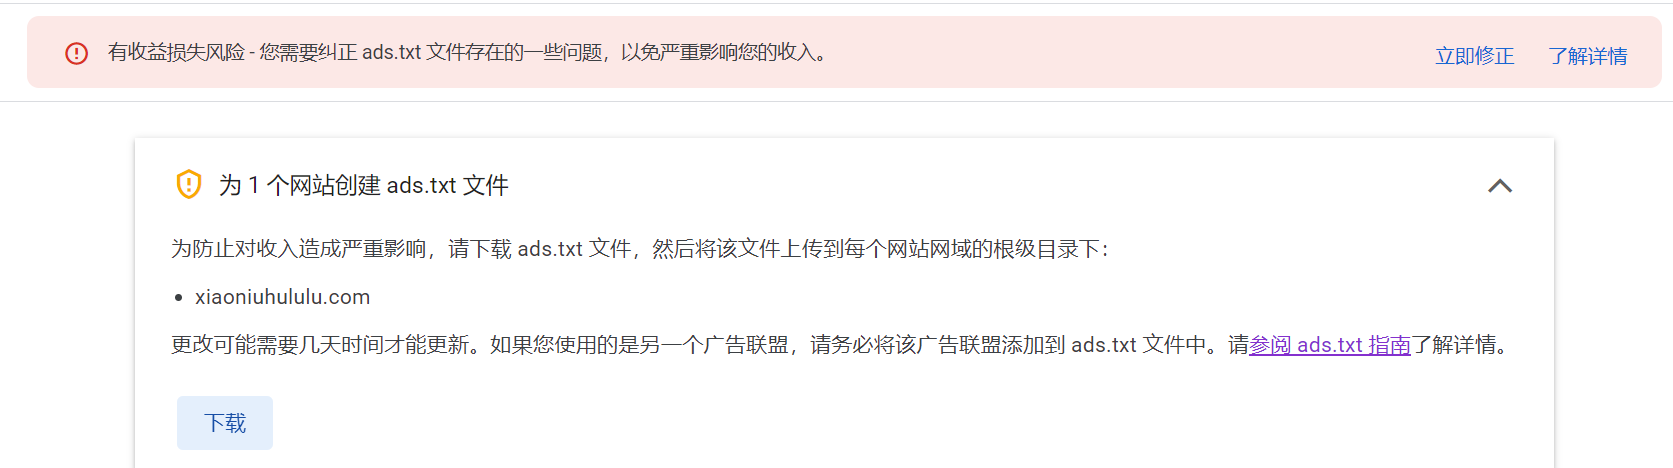 有收益损失风险 - 您需要纠正 ads.txt 文件存在的一些问题，以免严重影响您的收入。 立即修正 了解详情
为 1 个网站创建 ads.txt 文件
为防止对收入造成严重影响，请下载 ads.txt 文件，然后将该文件上传到每个网站网域的根级目录下：
• xiaoniuhululu.com
更改可能需要几天时间才能更新。如果您使用的是另一个广告联盟，请务必将该广告联盟添加到 ads.txt 文件中。请参阅 ads.txt 指南了解详情。
下载